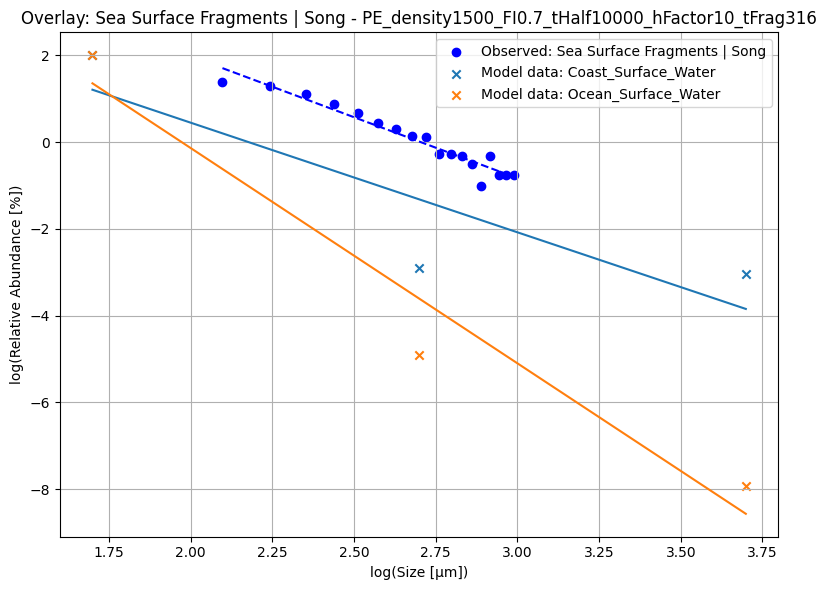 Overlay: Sea Surface Fragments | Song - PE_density1500_FI0.7_tHalf10000_hFactor10_tFrag316
Observed: Sea Surface Fragments | Song
Model data: Coast_Surface_Water
Model data: Ocean_Surface_Water
log(Relative Abundance [%])
2
0
−2
−4
−6
−8
1.75 2.00 2.25 2.50 2.75 3.00 3.25 3.50 3.75
log(Size [µm])